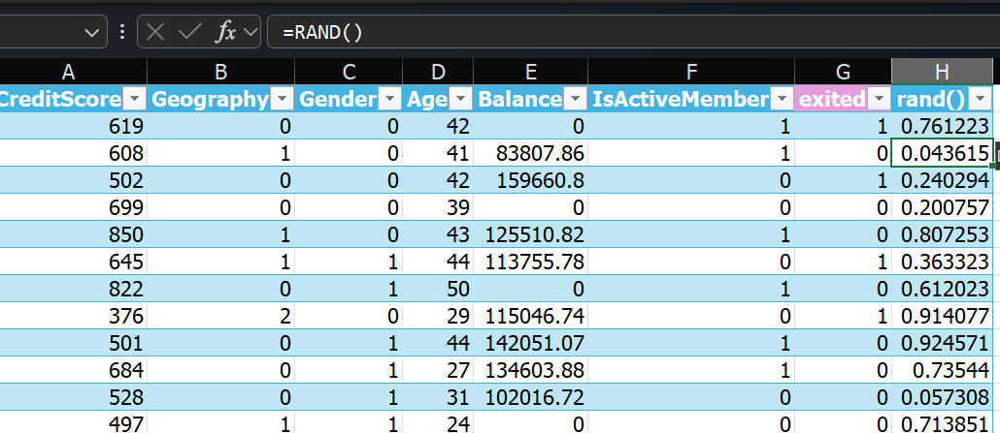 fx =RAND()
A B C D E F G H
CreditScore Geography Gender Age Balance IsActiveMember exited rand()
619 0 0 42 0 1 1 0.761223
608 1 0 41 83807.86 1 0 0.043615
502 0 0 42 159660.8 0 1 0.240294
699 0 0 39 0 0 0 0.200757
850 1 0 43 125510.82 1 0 0.807253
645 1 1 44 113755.78 0 1 0.363323
822 0 1 50 0 1 0 0.612023
376 2 0 29 115046.74 0 1 0.914077
501 0 1 44 142051.07 1 0 0.924571
684 0 1 27 134603.88 1 0 0.73544
528 0 1 31 102016.72 0 0 0.057308
497 1 1 24 0 0 0 0.713851